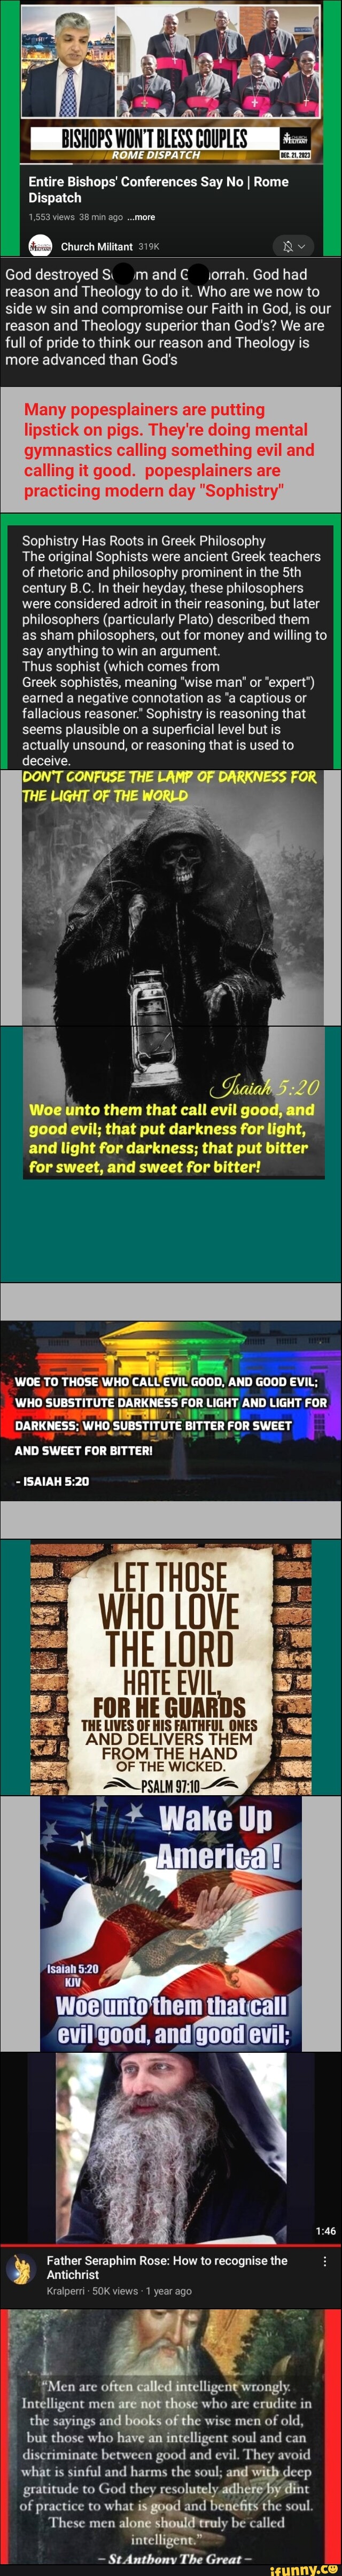 BISHOPS WON'T BLESS COUPLES
ROME DISPATCH
CHURCH
MILITANT
DEC. 21, 2023
Entire Bishops' Conferences Say No | Rome
Dispatch
1,553 views 38 min ago ...more
Church Militant 319K
God destroyed S m and G orrah. God had
reason and Theology to do it. Who are we now to
side w sin and compromise our Faith in God, is our
reason and Theology superior than God's? We are
full of pride to think our reason and Theology is
more advanced than God's
Many popesplainers are putting
lipstick on pigs. They're doing mental
gymnastics calling something evil and
calling it good. popesplainers are
practicing modern day "Sophistry"
Sophistry Has Roots in Greek Philosophy
The original Sophists were ancient Greek teachers
of rhetoric and philosophy prominent in the 5th
century B.C. In their heyday, these philosophers
were considered adroit in their reasoning, but later
philosophers (particularly Plato) described them
as sham philosophers, out for money and willing to
say anything to win an argument.
Thus sophist (which comes from
Greek sophistēs, meaning "wise man" or "expert")
earned a negative connotation as "a captious or
fallacious reasoner." Sophistry is reasoning that
seems plausible on a superficial level but is
actually unsound, or reasoning that is used to
deceive.
DON'T CONFUSE THE LAMP OF DARKNESS FOR
THE LIGHT OF THE WORLD
Isaiah 5:20
Woe unto them that call evil good, and
good evil; that put darkness for light,
and light for darkness; that put bitter
for sweet, and sweet for bitter!
WOE TO THOSE WHO CALL EVIL GOOD, AND GOOD EVIL;
WHO SUBSTITUTE DARKNESS FOR LIGHT AND LIGHT FOR
DARKNESS; WHO SUBSTITUTE BITTER FOR SWEET
AND SWEET FOR BITTER!
- ISAIAH 5:20
LET THOSE
WHO LOVE
THE LORD
HATE EVIL,
FOR HE GUARDS
THE LIVES OF HIS FAITHFUL ONES
AND DELIVERS THEM
FROM THE HAND
OF THE WICKED.
PSALM 97:10
Wake Up
America !
Isaiah 5:20
KJV
Woe unto them that call
evil good, and good evil;
1:46
Father Seraphim Rose: How to recognise the
Antichrist
Kralperri · 50K views · 1 year ago
"Men are often called intelligent wrongly.
Intelligent men are not those who are erudite in
the sayings and books of the wise men of old,
but those who have an intelligent soul and can
discriminate between good and evil. They avoid
what is sinful and harms the soul; and with deep
gratitude to God they resolutely adhere by dint
of practice to what is good and benefits the soul.
These men alone should truly be called
intelligent."
– St Anthony The Great –
ifunny.co